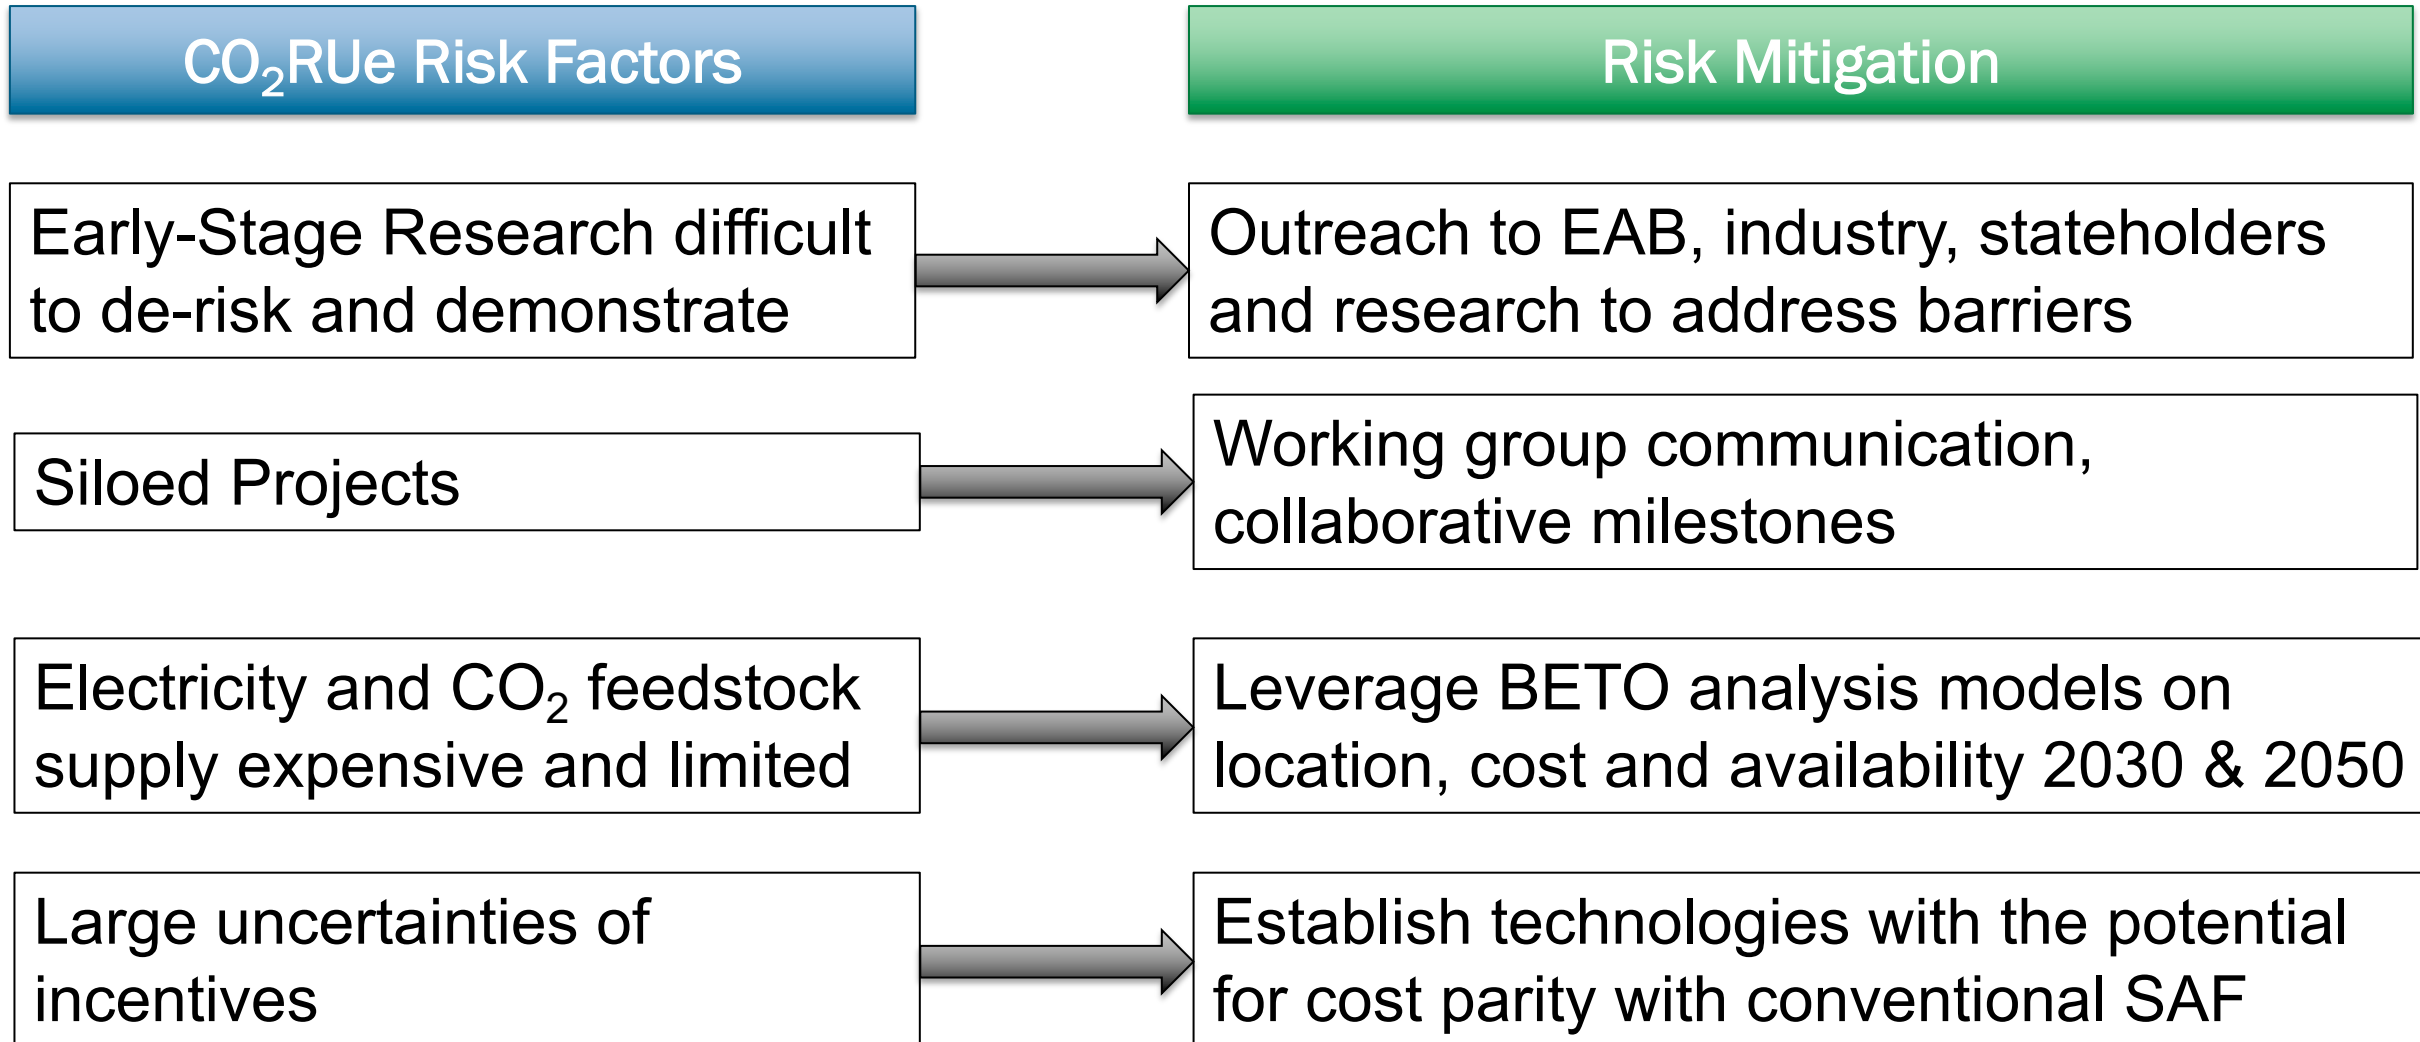 CO₂RUe Risk Factors
Risk Mitigation
Early-Stage Research difficult
to de-risk and demonstrate
Outreach to EAB, industry, stateholders
and research to address barriers
Siloed Projects
Working group communication,
collaborative milestones
Electricity and CO₂ feedstock
supply expensive and limited
Leverage BETO analysis models on
location, cost and availability 2030 & 2050
Large uncertainties of
incentives
Establish technologies with the potential
for cost parity with conventional SAF